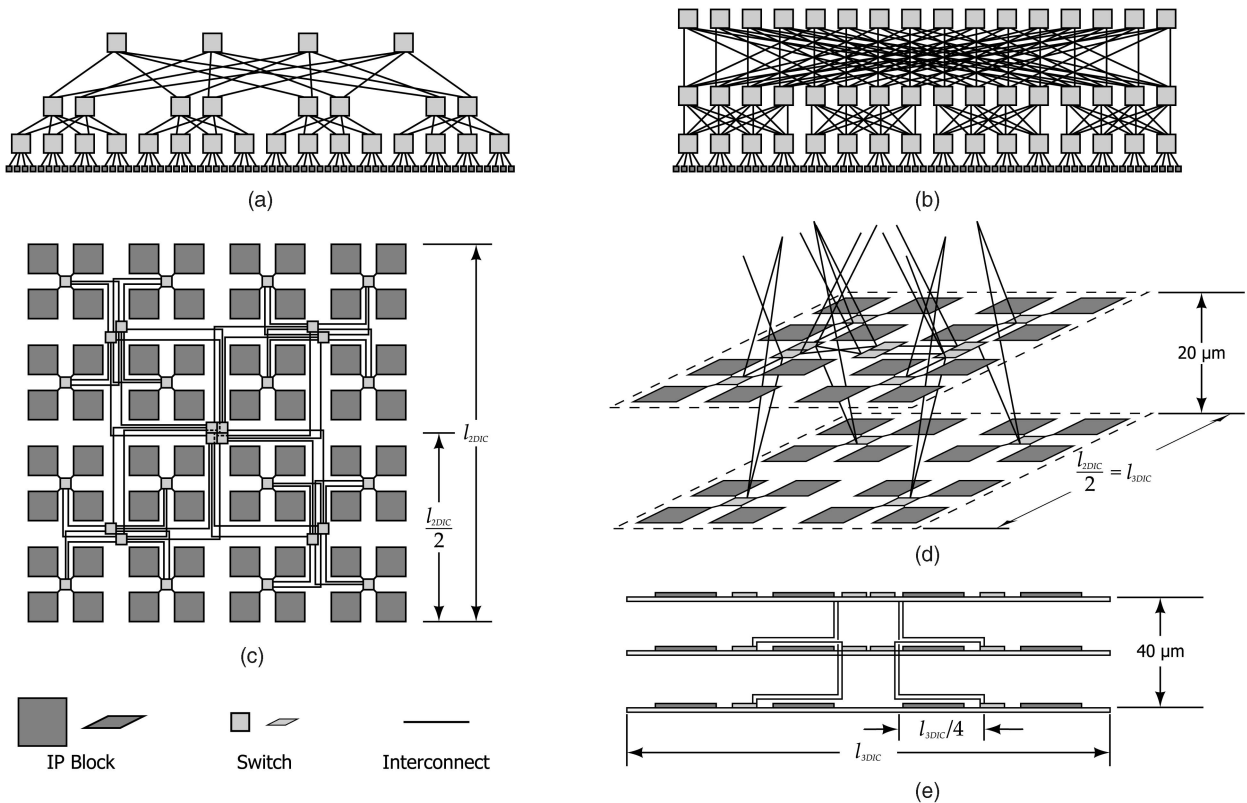 (a)
(b)
l2DIC
l2DIC
2
(c)
20 μm
l2DIC
2 = l3DIC
(d)
40 μm
l3DIC/4
l3DIC
(e)
IP Block
Switch
Interconnect